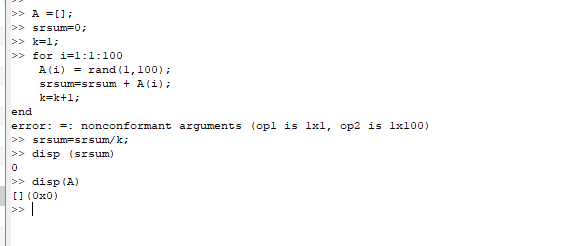 >> A =[];
>> srsum=0;
>> k=1;
>> for i=1:1:100
A(i) = rand(1,100);
srsum=srsum + A(i);
k=k+1;
end
error: =: nonconformant arguments (op1 is 1x1, op2 is 1x100)
>> srsum=srsum/k;
>> disp (srsum)
0
>> disp(A)
[](0x0)
>>